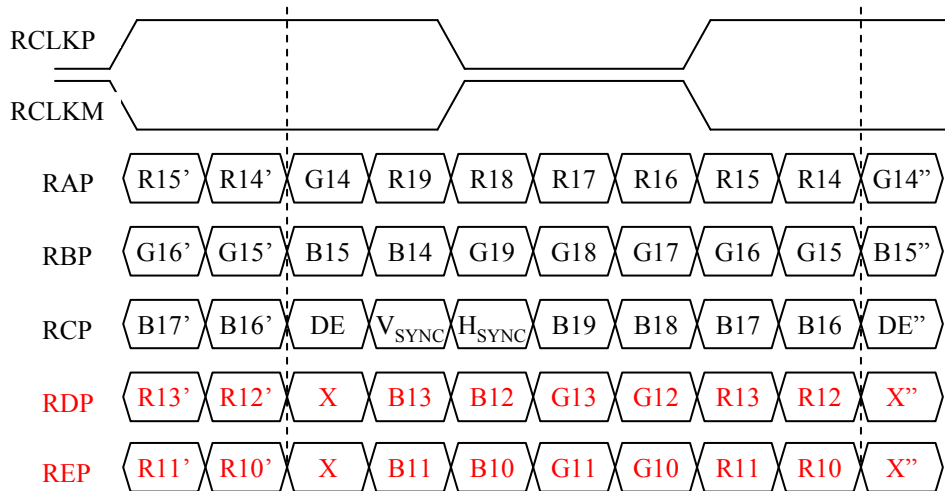 RCLKP
RCLKM
RAP R15’ R14’ G14 R19 R18 R17 R16 R15 R14 G14”
RBP G16’ G15’ B15 B14 G19 G18 G17 G16 G15 B15”
RCP B17’ B16’ DE VSYNC HSYNC B19 B18 B17 B16 DE”
RDP R13’ R12’ X B13 B12 G13 G12 R13 R12 X”
REP R11’ R10’ X B11 B10 G11 G10 R11 R10 X”